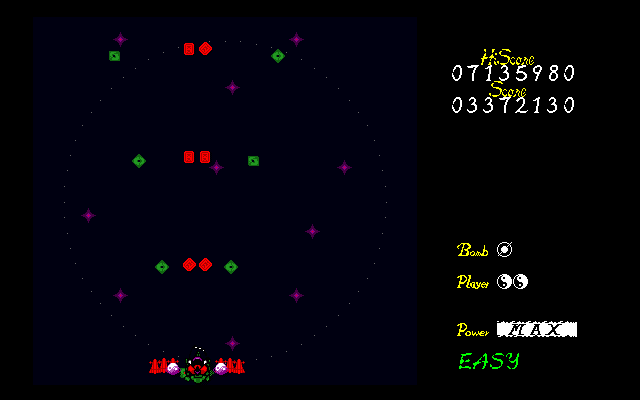 HiScore
07135980
Score
03372130
Bomb
Player
Power MAX
EASY